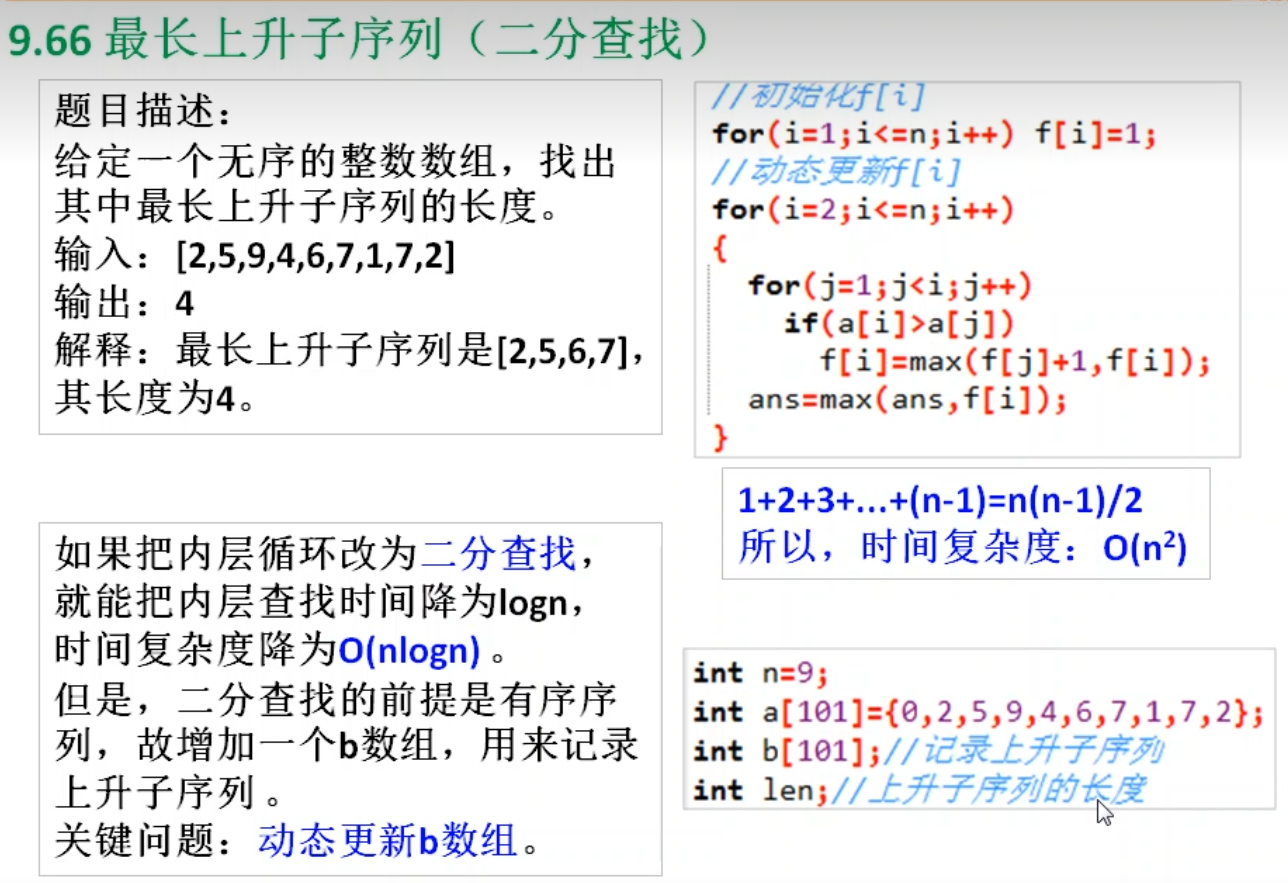 9.66 最长上升子序列（二分查找）
题目描述：
给定一个无序的整数数组，找出
其中最长上升子序列的长度。
输入：[2,5,9,4,6,7,1,7,2]
输出：4
解释：最长上升子序列是[2,5,6,7]，
其长度为4。
//初始化f[i]
for(i=1;i<=n;i++) f[i]=1;
//动态更新f[i]
for(i=2;i<=n;i++)
{
for(j=1;j<i;j++)
if(a[i]>a[j])
f[i]=max(f[j]+1,f[i]);
ans=max(ans,f[i]);
}
1+2+3+...+(n-1)=n(n-1)/2
所以，时间复杂度：O(n²)
如果把内层循环改为二分查找，
就能把内层查找时间降为logn，
时间复杂度降为O(nlogn) 。
但是，二分查找的前提是有序序
列，故增加一个b数组，用来记录
上升子序列 。
关键问题：动态更新b数组。
int n=9;
int a[101]={0,2,5,9,4,6,7,1,7,2};
int b[101];//记录上升子序列
int len;//上升子序列的长度